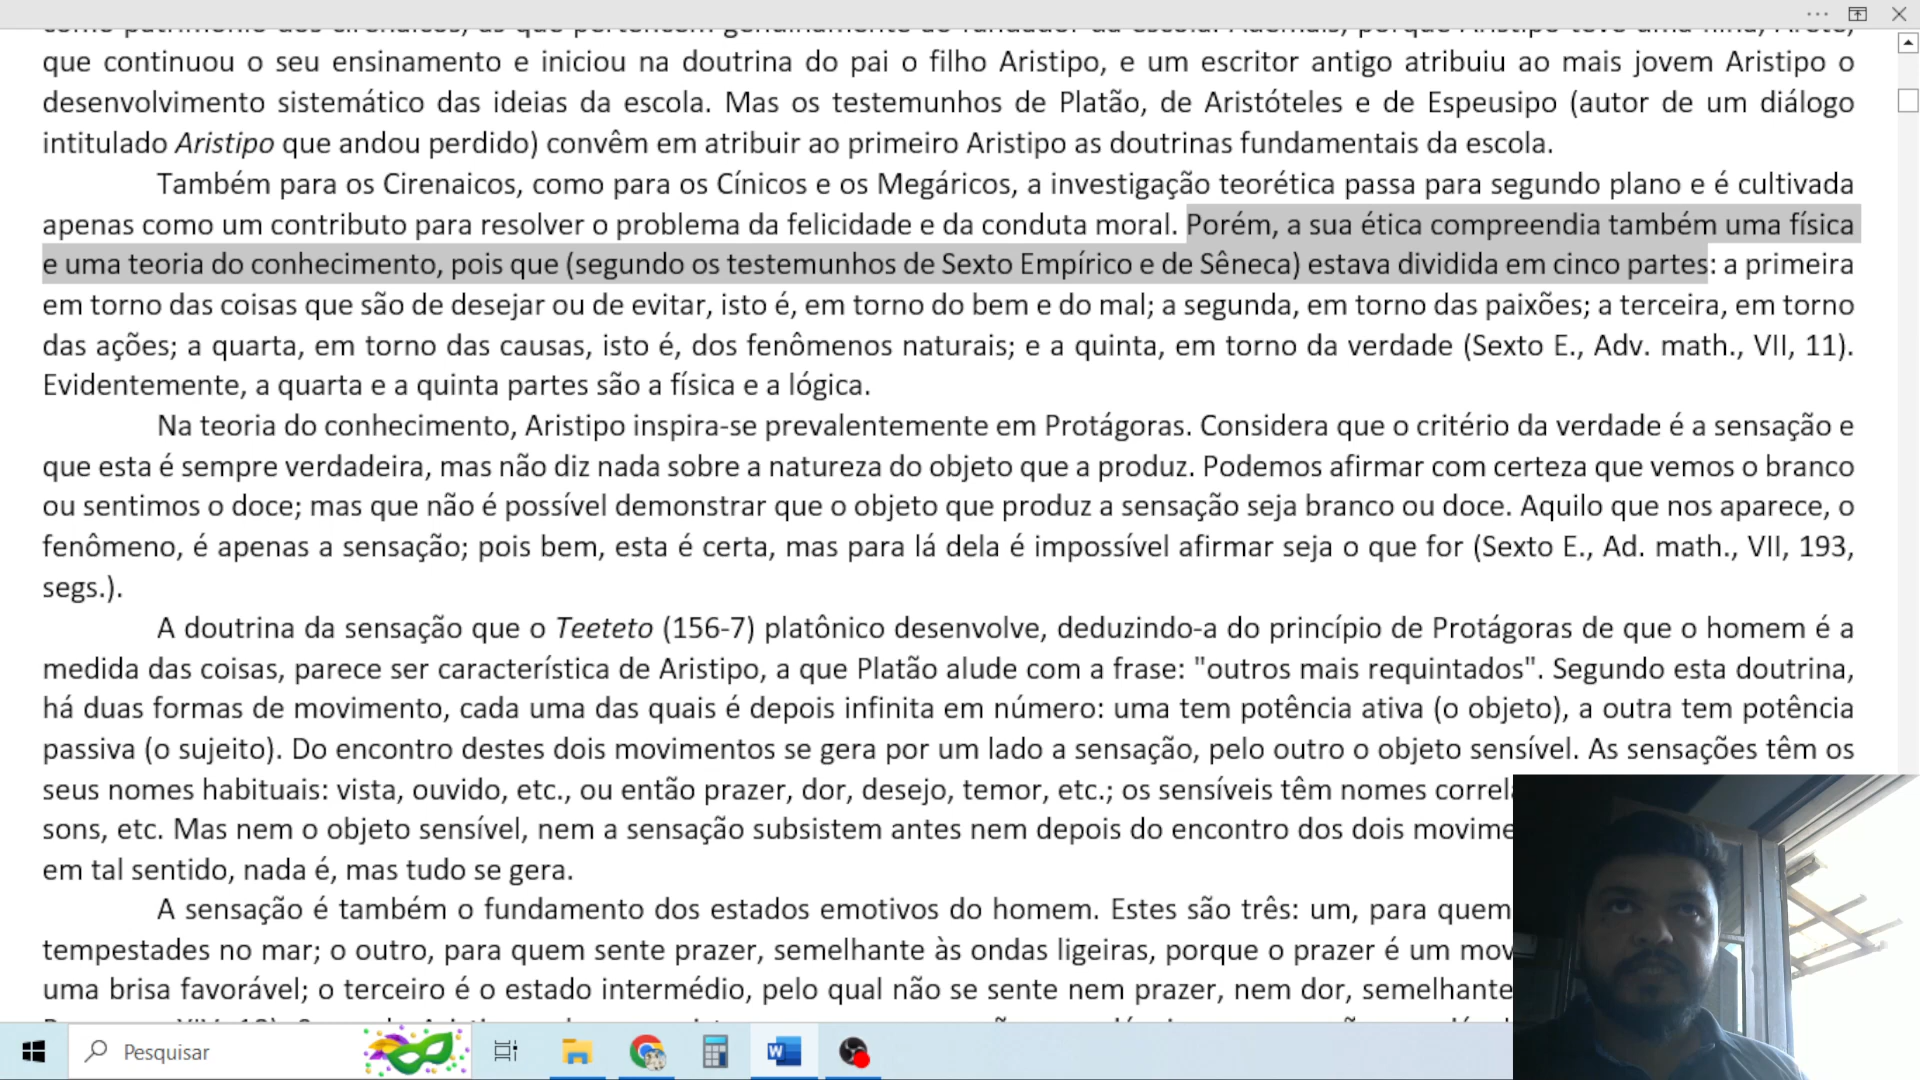 que continuou o seu ensinamento e iniciou na doutrina do pai o filho Aristipo, e um escritor antigo atribuiu ao mais jovem Aristipo o
desenvolvimento sistemático das ideias da escola. Mas os testemunhos de Platão, de Aristóteles e de Espeusipo (autor de um diálogo
intitulado Aristipo que andou perdido) convêm em atribuir ao primeiro Aristipo as doutrinas fundamentais da escola.
Também para os Cirenaicos, como para os Cínicos e os Megáricos, a investigação teorética passa para segundo plano e é cultivada
apenas como um contributo para resolver o problema da felicidade e da conduta moral. Porém, a sua ética compreendia também uma física
e uma teoria do conhecimento, pois que (segundo os testemunhos de Sexto Empírico e de Sêneca) estava dividida em cinco partes: a primeira
em torno das coisas que são de desejar ou de evitar, isto é, em torno do bem e do mal; a segunda, em torno das paixões; a terceira, em torno
das ações; a quarta, em torno das causas, isto é, dos fenômenos naturais; e a quinta, em torno da verdade (Sexto E., Adv. math., VII, 11).
Evidentemente, a quarta e a quinta partes são a física e a lógica.
Na teoria do conhecimento, Aristipo inspira-se prevalentemente em Protágoras. Considera que o critério da verdade é a sensação e
que esta é sempre verdadeira, mas não diz nada sobre a natureza do objeto que a produz. Podemos afirmar com certeza que vemos o branco
ou sentimos o doce; mas que não é possível demonstrar que o objeto que produz a sensação seja branco ou doce. Aquilo que nos aparece, o
fenômeno, é apenas a sensação; pois bem, esta é certa, mas para lá dela é impossível afirmar seja o que for (Sexto E., Ad. math., VII, 193,
segs.).
A doutrina da sensação que o Teeteto (156-7) platônico desenvolve, deduzindo-a do princípio de Protágoras de que o homem é a
medida das coisas, parece ser característica de Aristipo, a que Platão alude com a frase: "outros mais requintados". Segundo esta doutrina,
há duas formas de movimento, cada uma das quais é depois infinita em número: uma tem potência ativa (o objeto), a outra tem potência
passiva (o sujeito). Do encontro destes dois movimentos se gera por um lado a sensação, pelo outro o objeto sensível. As sensações têm os
seus nomes habituais: vista, ouvido, etc., ou então prazer, dor, desejo, temor, etc.; os sensíveis têm nomes
sons, etc. Mas nem o objeto sensível, nem a sensação subsistem antes nem depois do encontro dos dois
em tal sentido, nada é, mas tudo se gera.
A sensação é também o fundamento dos estados emotivos do homem. Estes são três: um, para quem
tempestades no mar; o outro, para quem sente prazer, semelhante às ondas ligeiras, porque o prazer é um
uma brisa favorável; o terceiro é o estado intermédio, pelo qual não se sente nem prazer, nem dor, semelhante
Pesquisar